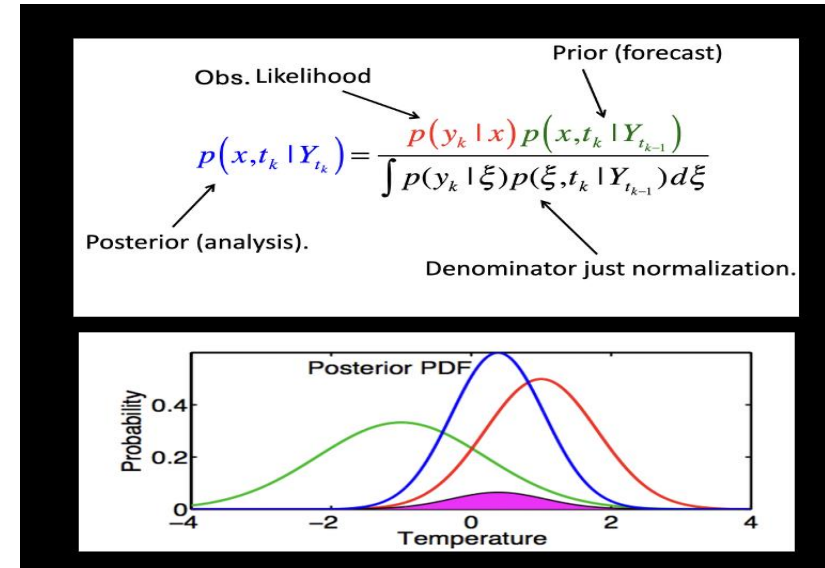 Prior (forecast)
Obs. Likelihood
p(x,t_k | Y_{t_k}) = p(y_k | x) p(x,t_k | Y_{t_{k-1}}) / ∫ p(y_k | ξ)p(ξ,t_k | Y_{t_{k-1}})dξ
Posterior (analysis).
Denominator just normalization.
Posterior PDF
Probability
0.4
0.2
0
−4 −2 0 2 4
Temperature